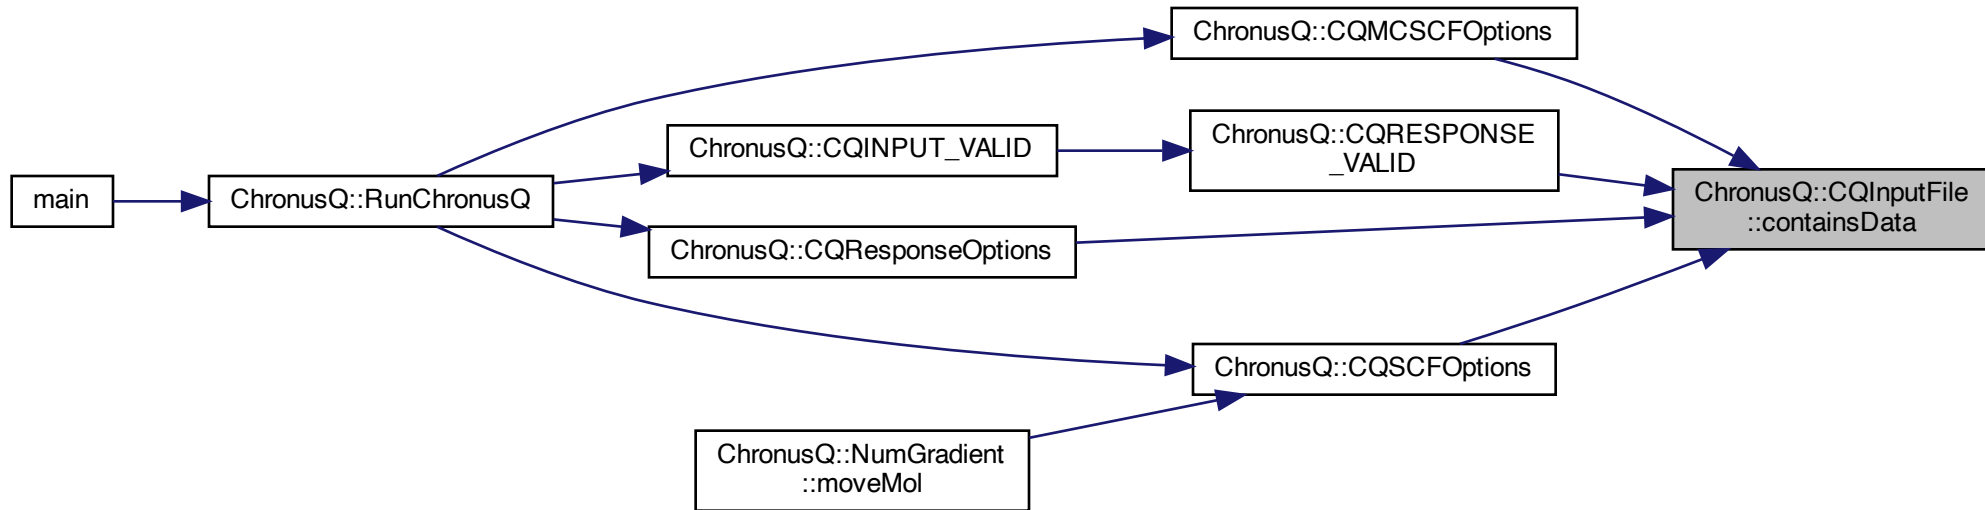 main
ChronusQ::RunChronusQ
ChronusQ::CQMCSCFOptions
ChronusQ::CQINPUT_VALID
ChronusQ::CQRESPONSE
_VALID
ChronusQ::CQResponseOptions
ChronusQ::CQSCFOptions
ChronusQ::NumGradient
::moveMol
ChronusQ::CQInputFile
::containsData